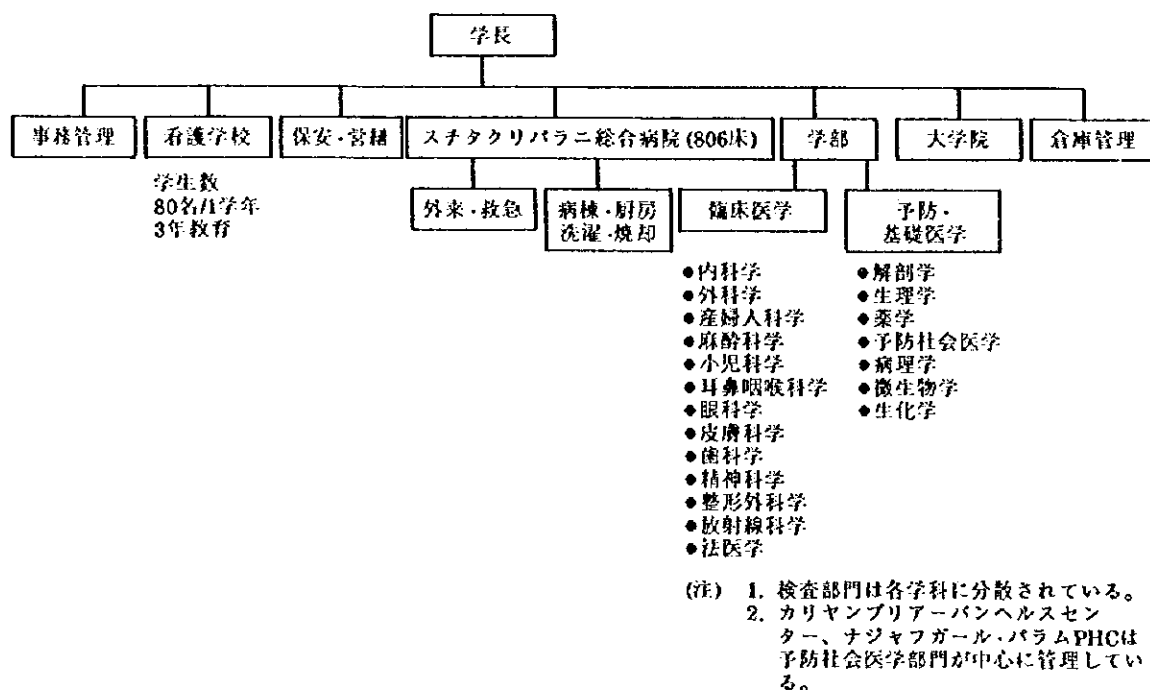 学長
事務管理
看護学校
保安・営繕
スチタクリパラニ総合病院(806床)
学部
大学院
倉庫管理
学生数
80名/1学年
3年教育
外来・救急
病棟・厨房
洗濯・焼却
臨床医学
予防・
基礎医学
●内科学
●外科学
●産婦人科学
●麻酔科学
●小児科学
●耳鼻咽喉科学
●眼科学
●皮膚科学
●歯科学
●精神科学
●整形外科学
●放射線科学
●法医学
●解剖学
●生理学
●薬学
●予防社会医学
●病理学
●微生物学
●生化学
(注) 1. 検査部門は各学科に分散されている。
2. カリヤンプリアーバンヘルスセン
ター、ナジャフガール・パラムPHCは
予防社会医学部門が中心に管理してい
る。